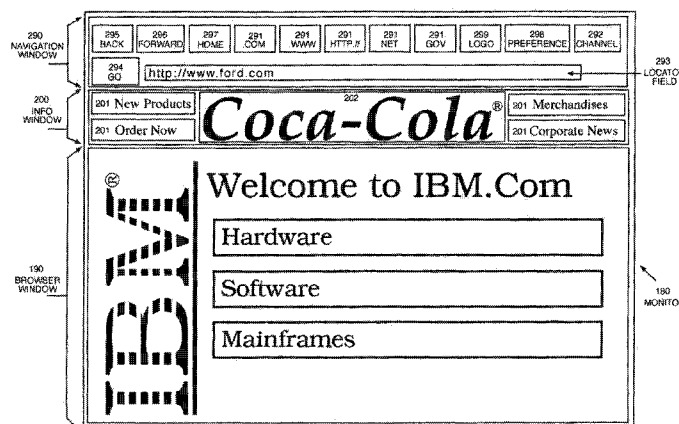 290
NAVIGATION
WINDOW
295
BACK
296
FORWARD
297
HOME
291
.COM
291
WWW
291
HTTP://
291
NET
291
GOV
299
LOGO
298
PREFERENCE
292
CHANNEL
294
GO
http://www.ford.com
293
LOCATO
FIELD
200
INFO
WINDOW
201 New Products
201 Order Now
202
Coca-Cola®
201 Merchandises
201 Corporate News
190
BROWSER
WINDOW
IBM®
Welcome to IBM.Com
Hardware
Software
Mainframes
180
MONITO